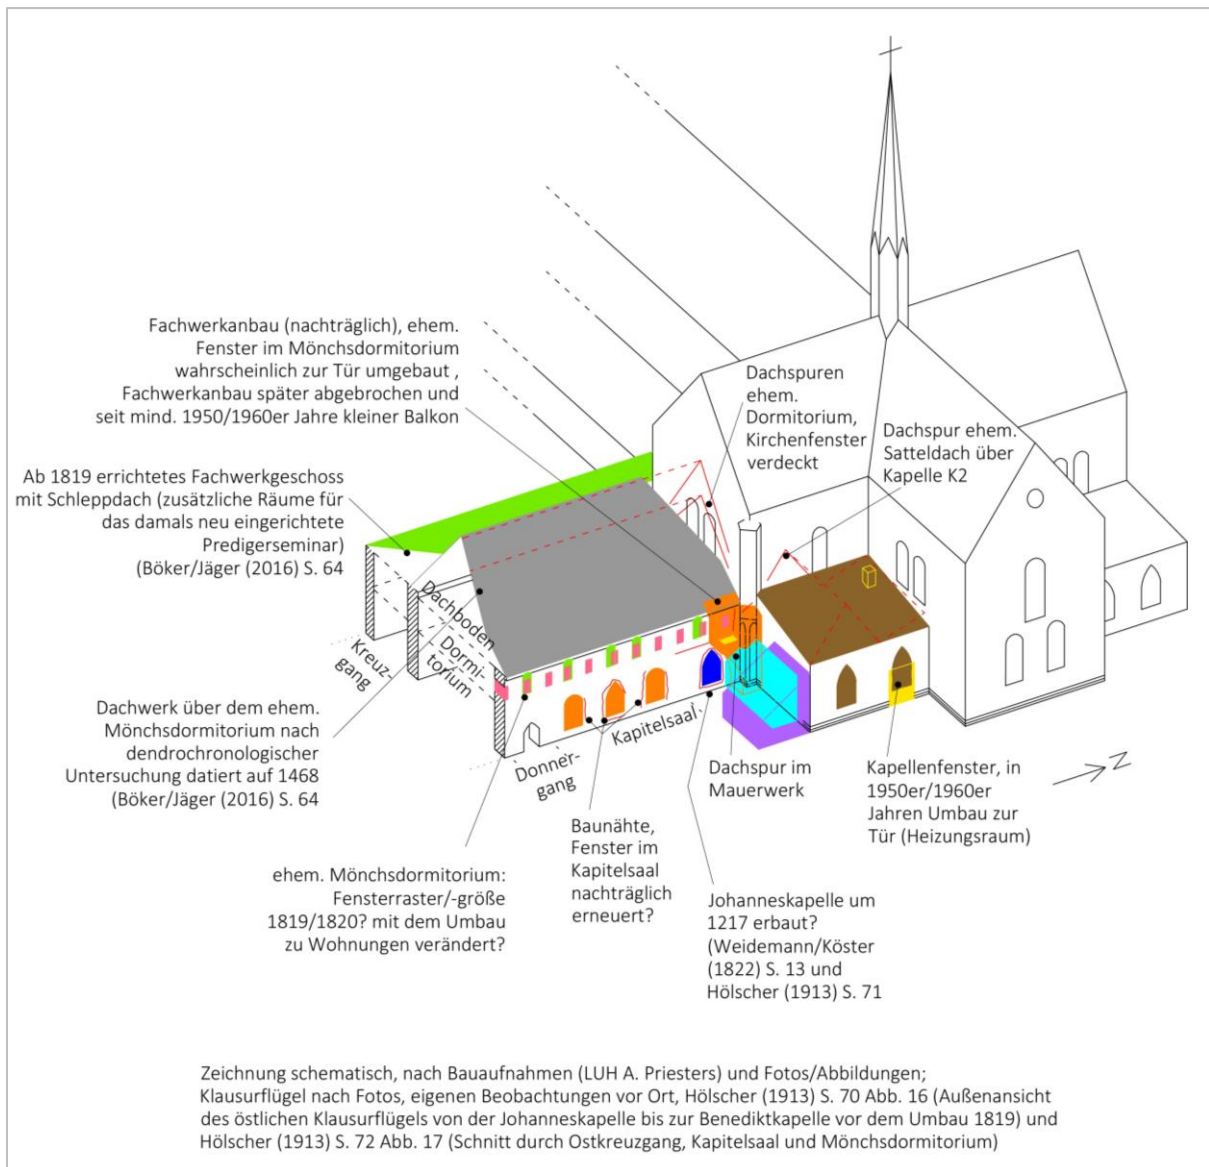 Fachwerkanbau (nachträglich), ehem.
Fenster im Mönchsdormitorium
wahrscheinlich zur Tür umgebaut ,
Fachwerkanbau später abgebrochen und
seit mind. 1950/1960er Jahre kleiner Balkon
Dachspuren
ehem.
Dormitorium,
Kirchenfenster
verdeckt
Dachspur ehem.
Satteldach über
Kapelle K2
Ab 1819 errichtetes Fachwerkgeschoss
mit Schleppdach (zusätzliche Räume für
das damals neu eingerichtete
Predigerseminar)
(Böker/Jäger (2016) S. 64
Dachboden
Dormi-
torium
Kreuz-
gang
Kapitelsaal
Donner-
gang
Dachwerk über dem ehem.
Mönchsdormitorium nach
dendrochronologischer
Untersuchung datiert auf 1468
(Böker/Jäger (2016) S. 64
Dachspur im
Mauerwerk
Kapellenfenster, in
1950er/1960er
Jahren Umbau zur
Tür (Heizungsraum)
N
Baunähte,
Fenster im
Kapitelsaal
nachträglich
erneuert?
ehem. Mönchsdormitorium:
Fensterraster/-größe
1819/1820? mit dem Umbau
zu Wohnungen verändert?
Johanneskapelle um
1217 erbaut?
(Weidemann/Köster
(1822) S. 13 und
Hölscher (1913) S. 71
Zeichnung schematisch, nach Bauaufnahmen (LUH A. Priesters) und Fotos/Abbildungen;
Klausurflügel nach Fotos, eigenen Beobachtungen vor Ort, Hölscher (1913) S. 70 Abb. 16 (Außenansicht
des östlichen Klausurflügels von der Johanneskapelle bis zur Benediktkapelle vor dem Umbau 1819) und
Hölscher (1913) S. 72 Abb. 17 (Schnitt durch Ostkreuzgang, Kapitelsaal und Mönchsdormitorium)